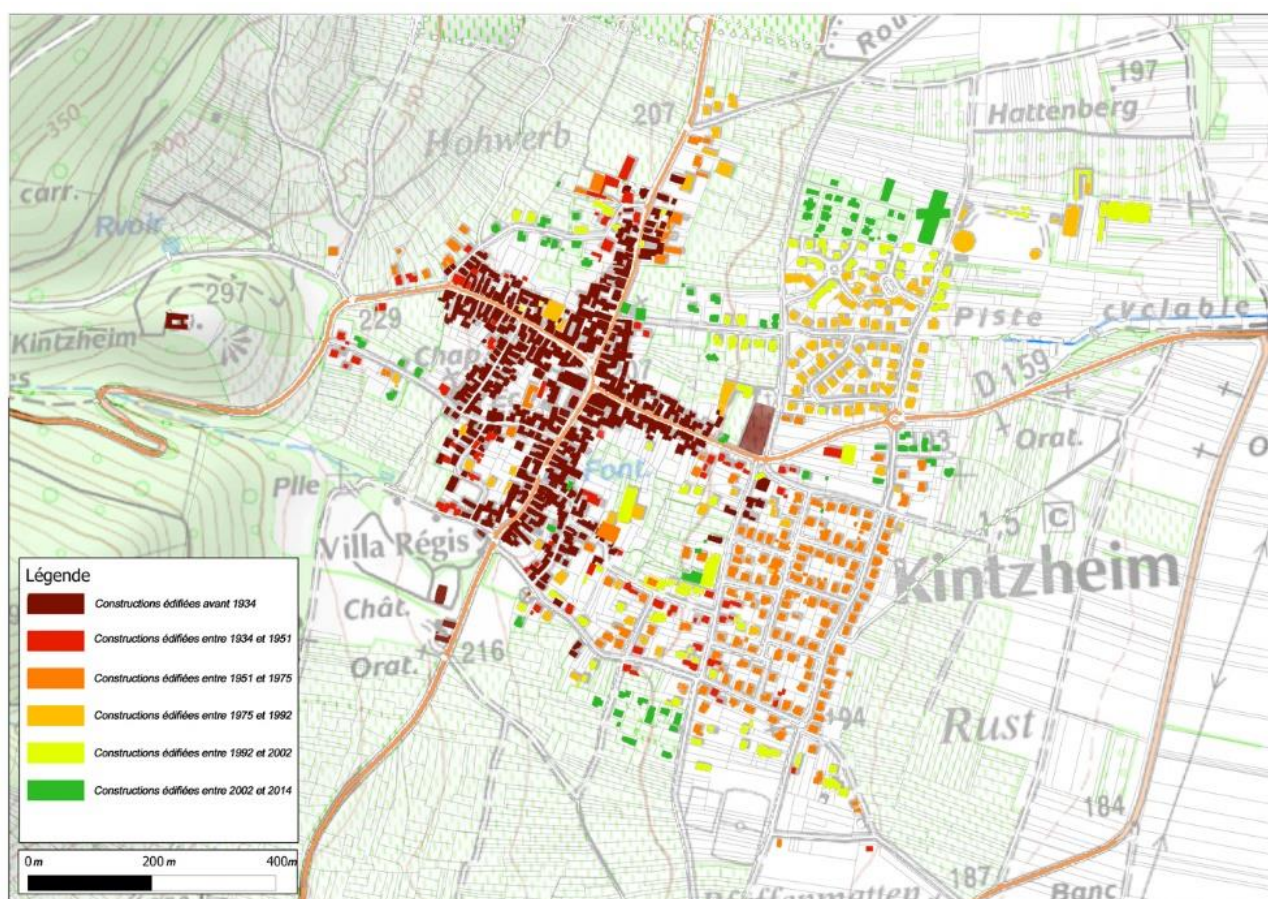 Rou
197
Hattenberg
207
Hohwerb
350
300
carr.
Rvoir
297
Kintzheim
229
Piste cyclable
D 159
Chap.
Orat.
Font.
Plle
Villa Régis
1,5
C
Kintzheim
Chât.
Orat.
216
194
Rust
184
187
Banc
Légende
Constructions édifiées avant 1934
Constructions édifiées entre 1934 et 1951
Constructions édifiées entre 1951 et 1975
Constructions édifiées entre 1975 et 1992
Constructions édifiées entre 1992 et 2002
Constructions édifiées entre 2002 et 2014
0 m 200 m 400m